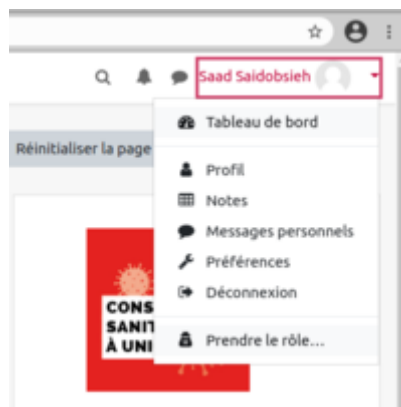 Saad Saidobsieh
Tableau de bord
Réinitialiser la page
Profil
Notes
Messages personnels
Préférences
Déconnexion
CONS
SANIT
À UNI
Prendre le rôle...